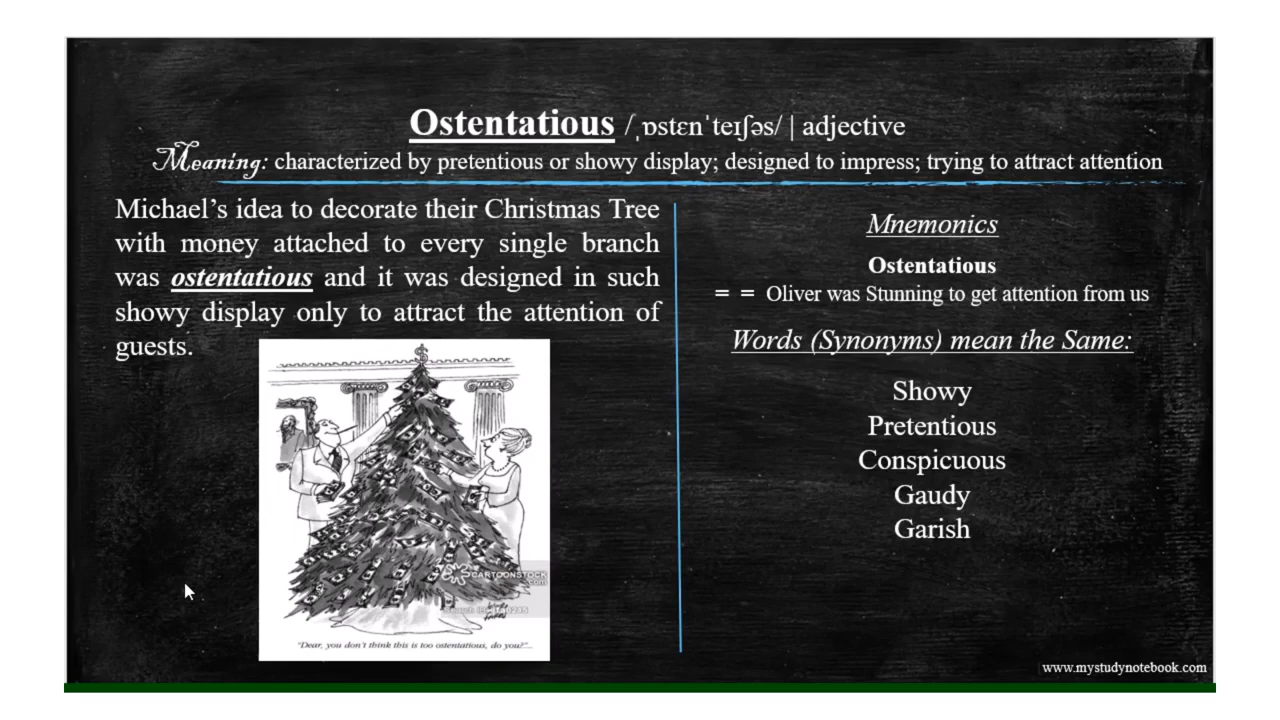 Ostentatious /ˌɒstɛnˈteɪʃəs/ | adjective
Meaning: characterized by pretentious or showy display; designed to impress; trying to attract attention
Michael's idea to decorate their Christmas Tree
with money attached to every single branch
was ostentatious and it was designed in such
showy display only to attract the attention of
guests.
$
CARTOONSTOCK
.com
"Dear, you don't think this is too ostentatious, do you?"...
Mnemonics
Ostentatious
= = Oliver was Stunning to get attention from us
Words (Synonyms) mean the Same:
Showy
Pretentious
Conspicuous
Gaudy
Garish
www.mystudynotebook.com